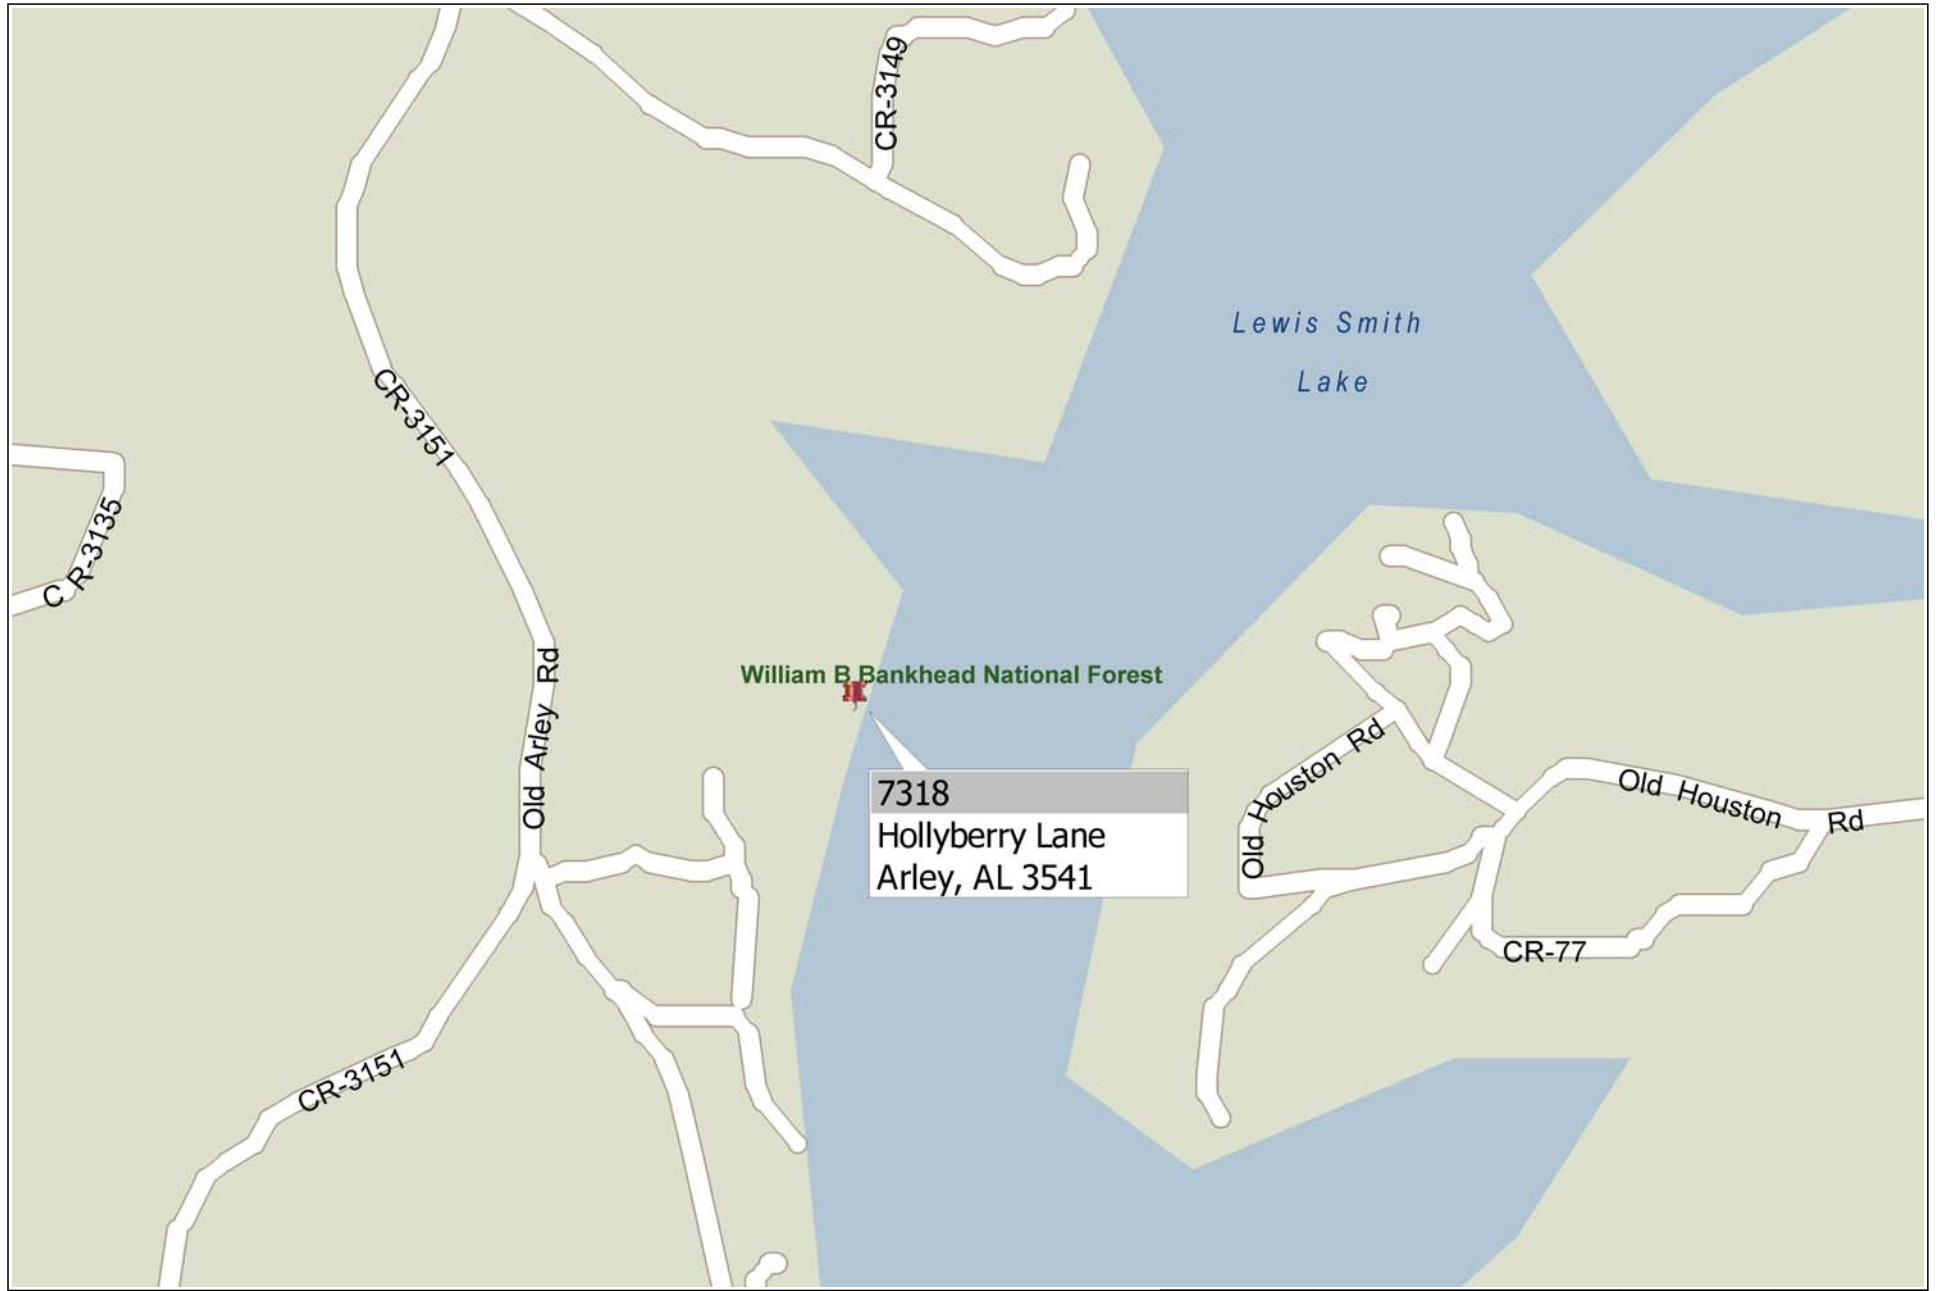 CR-3149
Lewis Smith
Lake
CR-3151
CR-3135
Old Arley Rd
William B Bankhead National Forest
7318
Hollyberry Lane
Arley, AL 3541
Old Houston Rd
Old Houston Rd
CR-77
CR-3151